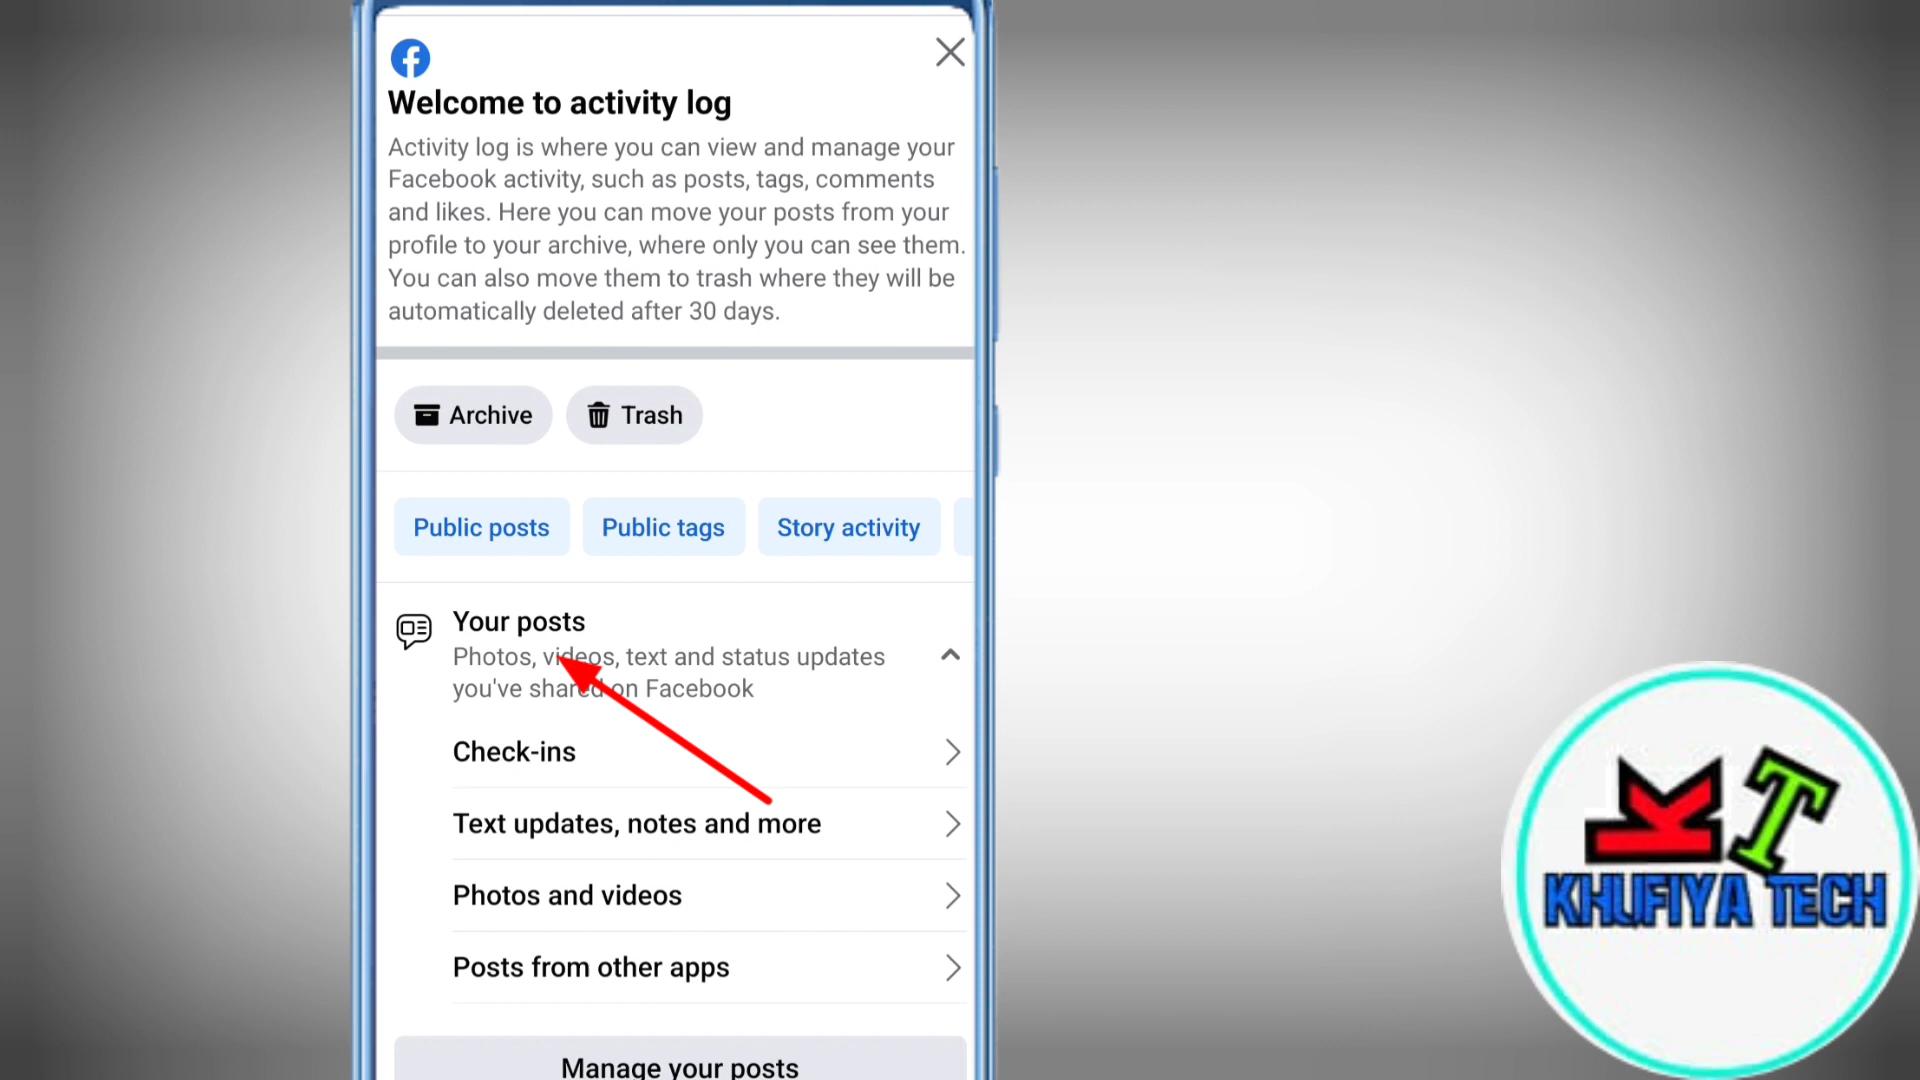 Welcome to activity log
Activity log is where you can view and manage your
Facebook activity, such as posts, tags, comments
and likes. Here you can move your posts from your
profile to your archive, where only you can see them.
You can also move them to trash where they will be
automatically deleted after 30 days.
Archive
Trash
Public posts
Public tags
Story activity
Your posts
Photos, videos, text and status updates
you've shared on Facebook
Check-ins
Text updates, notes and more
Photos and videos
Posts from other apps
Manage your posts
KT
KHUFIYA TECH